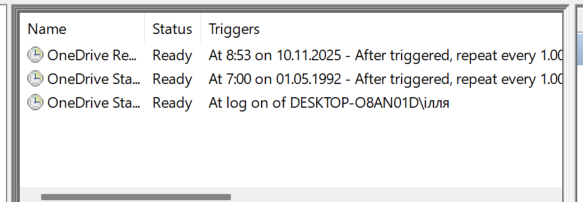 Name Status Triggers
OneDrive Re... Ready At 8:53 on 10.11.2025 - After triggered, repeat every 1.00
OneDrive Sta... Ready At 7:00 on 01.05.1992 - After triggered, repeat every 1.00
OneDrive Sta... Ready At log on of DESKTOP-O8AN01D\ілля